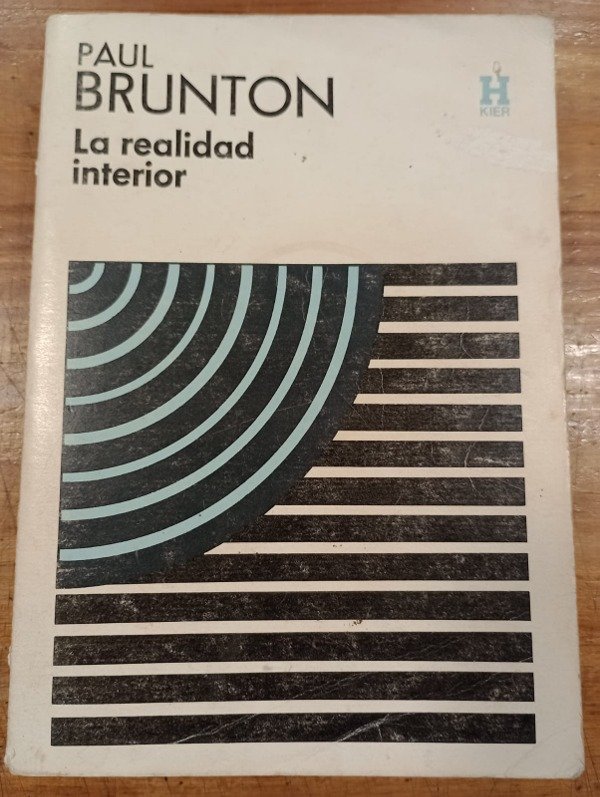 PAUL
BRUNTON
La realidad
interior
H
KIER